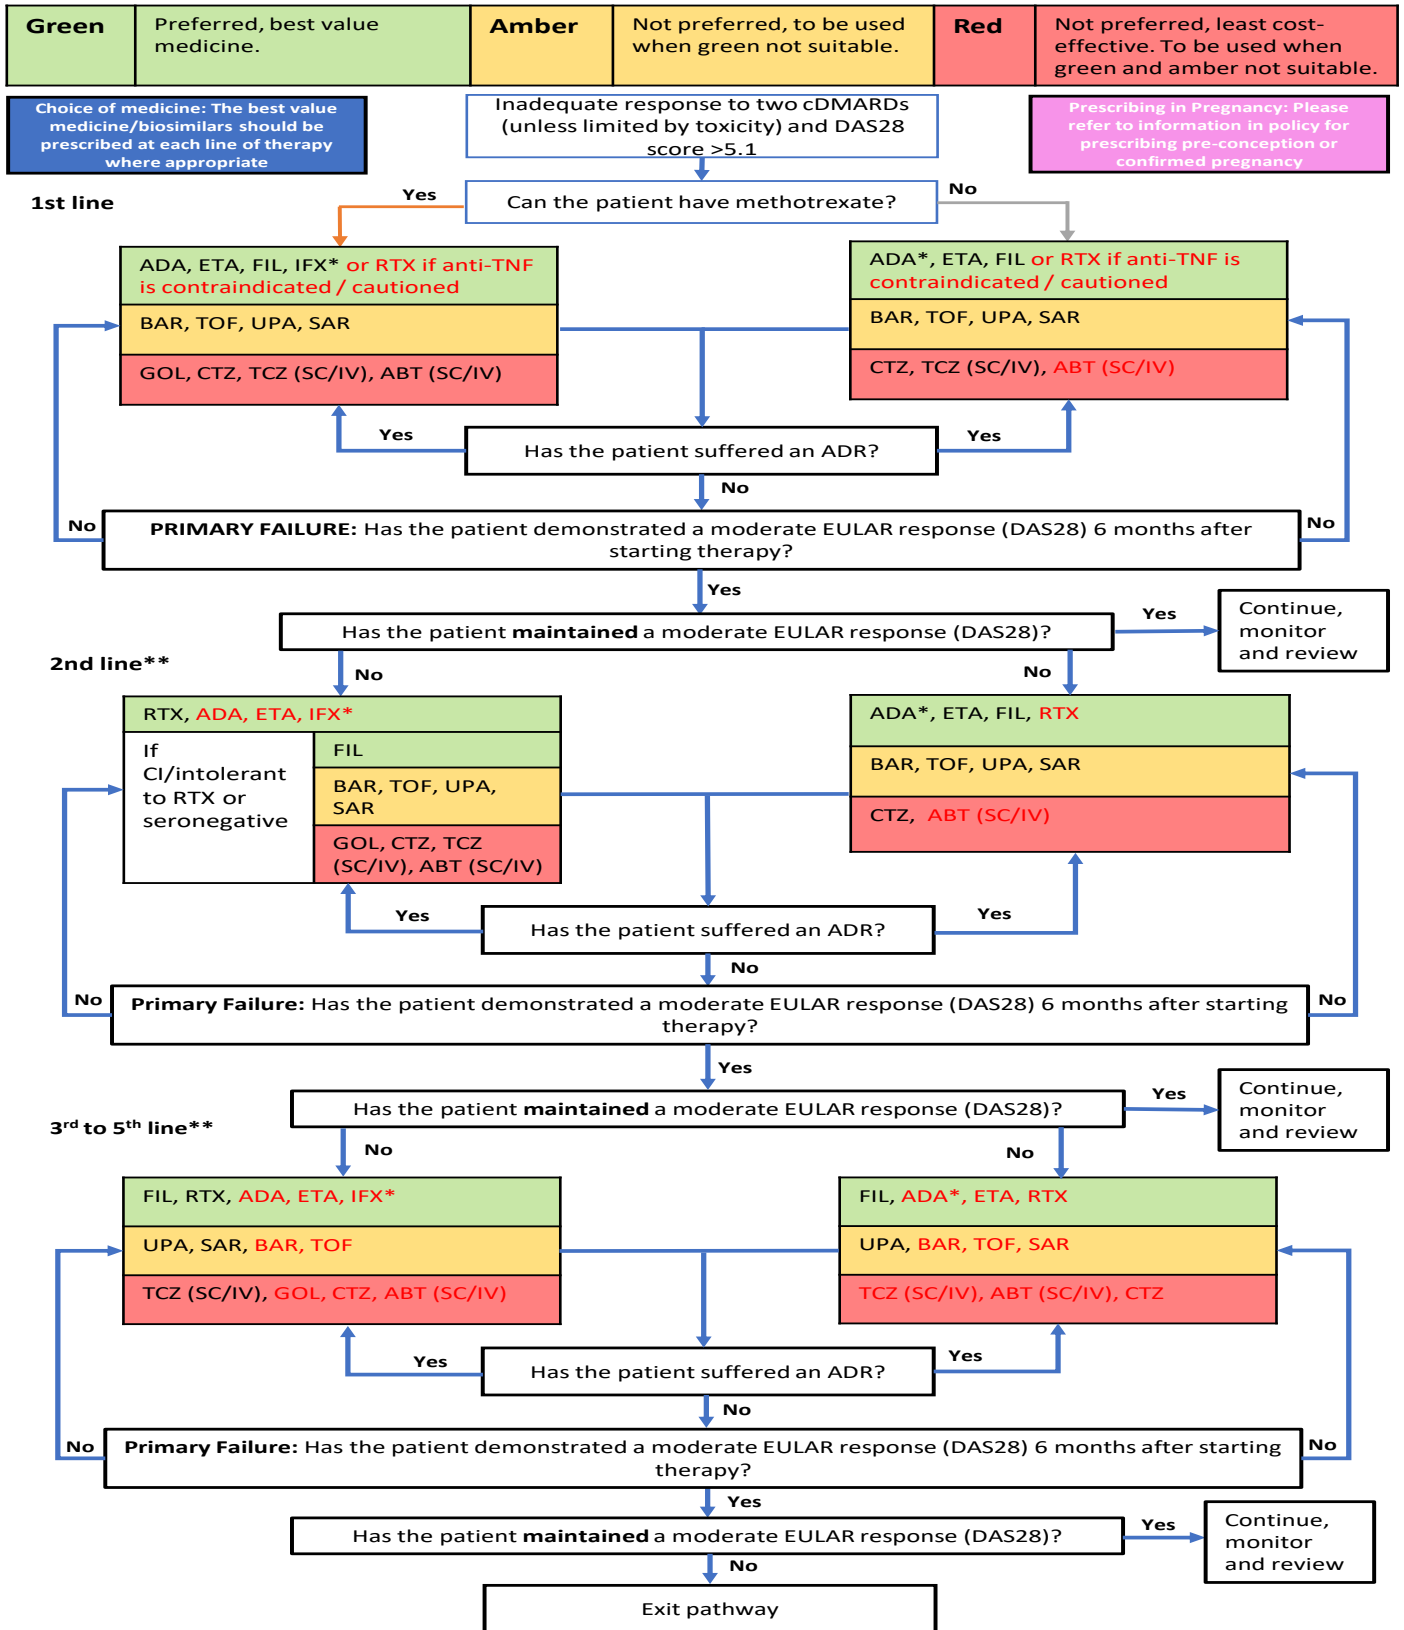 Green
Preferred, best value
medicine.
Amber
Not preferred, to be used
when green not suitable.
Red
Not preferred, least cost-
effective. To be used when
green and amber not suitable.
Choice of medicine: The best value
medicine/biosimilars should be
prescribed at each line of therapy
where appropriate
Inadequate response to two cDMARDs
(unless limited by toxicity) and DAS28
score >5.1
Prescribing in Pregnancy: Please
refer to information in policy for
prescribing pre-conception or
confirmed pregnancy
1st line
Yes
Can the patient have methotrexate?
No
ADA, ETA, FIL, IFX* or RTX if anti-TNF
is contraindicated / cautioned
BAR, TOF, UPA, SAR
GOL, CTZ, TCZ (SC/IV), ABT (SC/IV)
ADA*, ETA, FIL or RTX if anti-TNF is
contraindicated / cautioned
BAR, TOF, UPA, SAR
CTZ, TCZ (SC/IV), ABT (SC/IV)
Yes
Has the patient suffered an ADR?
Yes
No
No
PRIMARY FAILURE: Has the patient demonstrated a moderate EULAR response (DAS28) 6 months after
starting therapy?
No
Yes
Has the patient maintained a moderate EULAR response (DAS28)?
Yes
Continue,
monitor
and review
2nd line**
No
No
RTX, ADA, ETA, IFX*
If
CI/intolerant
to RTX or
seronegative
FIL
BAR, TOF, UPA,
SAR
GOL, CTZ, TCZ
(SC/IV), ABT (SC/IV)
ADA*, ETA, FIL, RTX
BAR, TOF, UPA, SAR
CTZ, ABT (SC/IV)
Yes
Has the patient suffered an ADR?
Yes
No
No
Primary Failure: Has the patient demonstrated a moderate EULAR response (DAS28) 6 months after starting
therapy?
No
Yes
Has the patient maintained a moderate EULAR response (DAS28)?
Yes
Continue,
monitor
and review
3rd to 5th line**
No
No
FIL, RTX, ADA, ETA, IFX*
UPA, SAR, BAR, TOF
TCZ (SC/IV), GOL, CTZ, ABT (SC/IV)
FIL, ADA*, ETA, RTX
UPA, BAR, TOF, SAR
TCZ (SC/IV), ABT (SC/IV), CTZ
Yes
Has the patient suffered an ADR?
Yes
No
No
Primary Failure: Has the patient demonstrated a moderate EULAR response (DAS28) 6 months after starting
therapy?
No
Yes
Has the patient maintained a moderate EULAR response (DAS28)?
Yes
Continue,
monitor
and review
No
Exit pathway